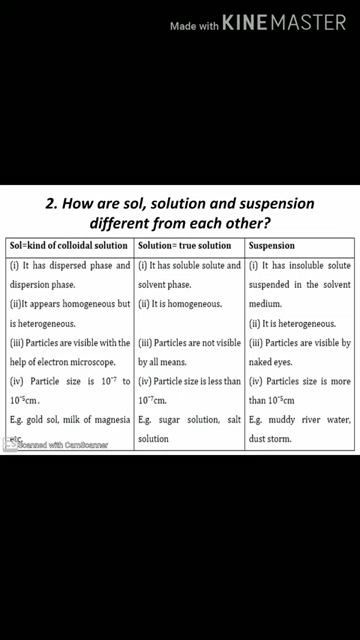 Made with KINEMASTER
2. How are sol, solution and suspension
different from each other?
Sol=kind of colloidal solution
(i) It has dispersed phase and
dispersion phase.
(ii)It appears homogeneous but
is heterogeneous.
(iii) Particles are visible with the
help of electron microscope.
(iv) Particle size is 10⁻⁷ to
10⁻⁵cm.
E.g. gold sol, milk of magnesia
etc.
Solution= true solution
(i) It has soluble solute and
solvent phase.
(ii) It is homogeneous.
(iii) Particles are not visible
by all means.
(iv) Particle size is less than
10⁻⁷cm.
E.g. sugar solution, salt
solution
Suspension
(i) It has insoluble solute
suspended in the solvent
medium.
(ii) It is heterogeneous.
(iii) Particles are visible by
naked eyes.
(iv) Particles size is more
than 10⁻⁵cm
E.g. muddy river water,
dust storm.
CS Scanned with CamScanner